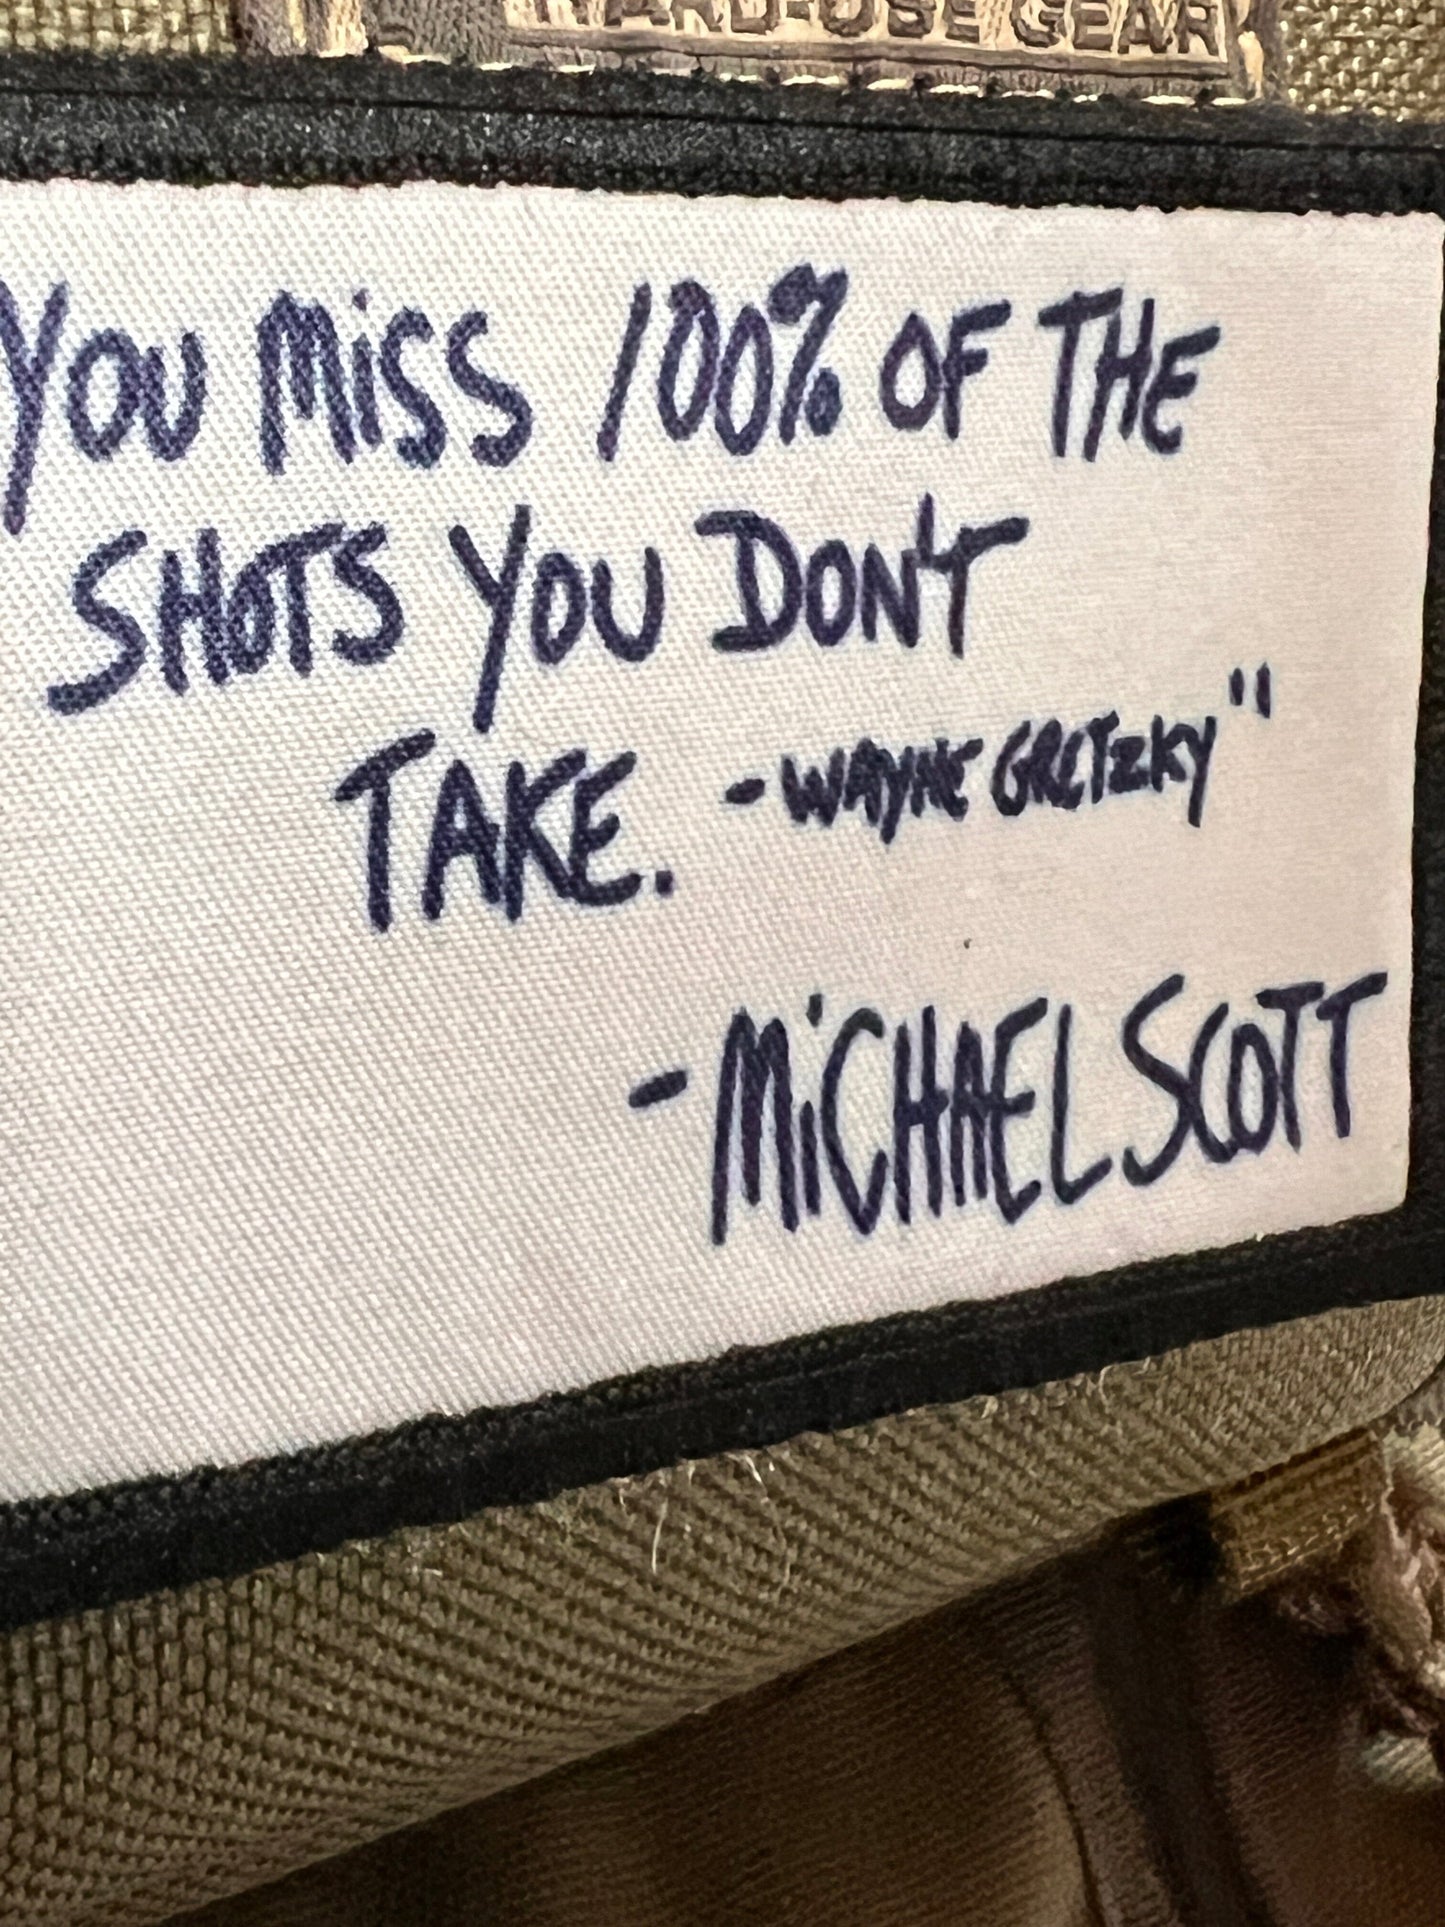 HARD-USE GEAR
YOU MiSS 100% OF THE
SHOTS YOU DON'T
TAKE. - WAYNE GRETZKY"
- MiCHAEL SCOTT